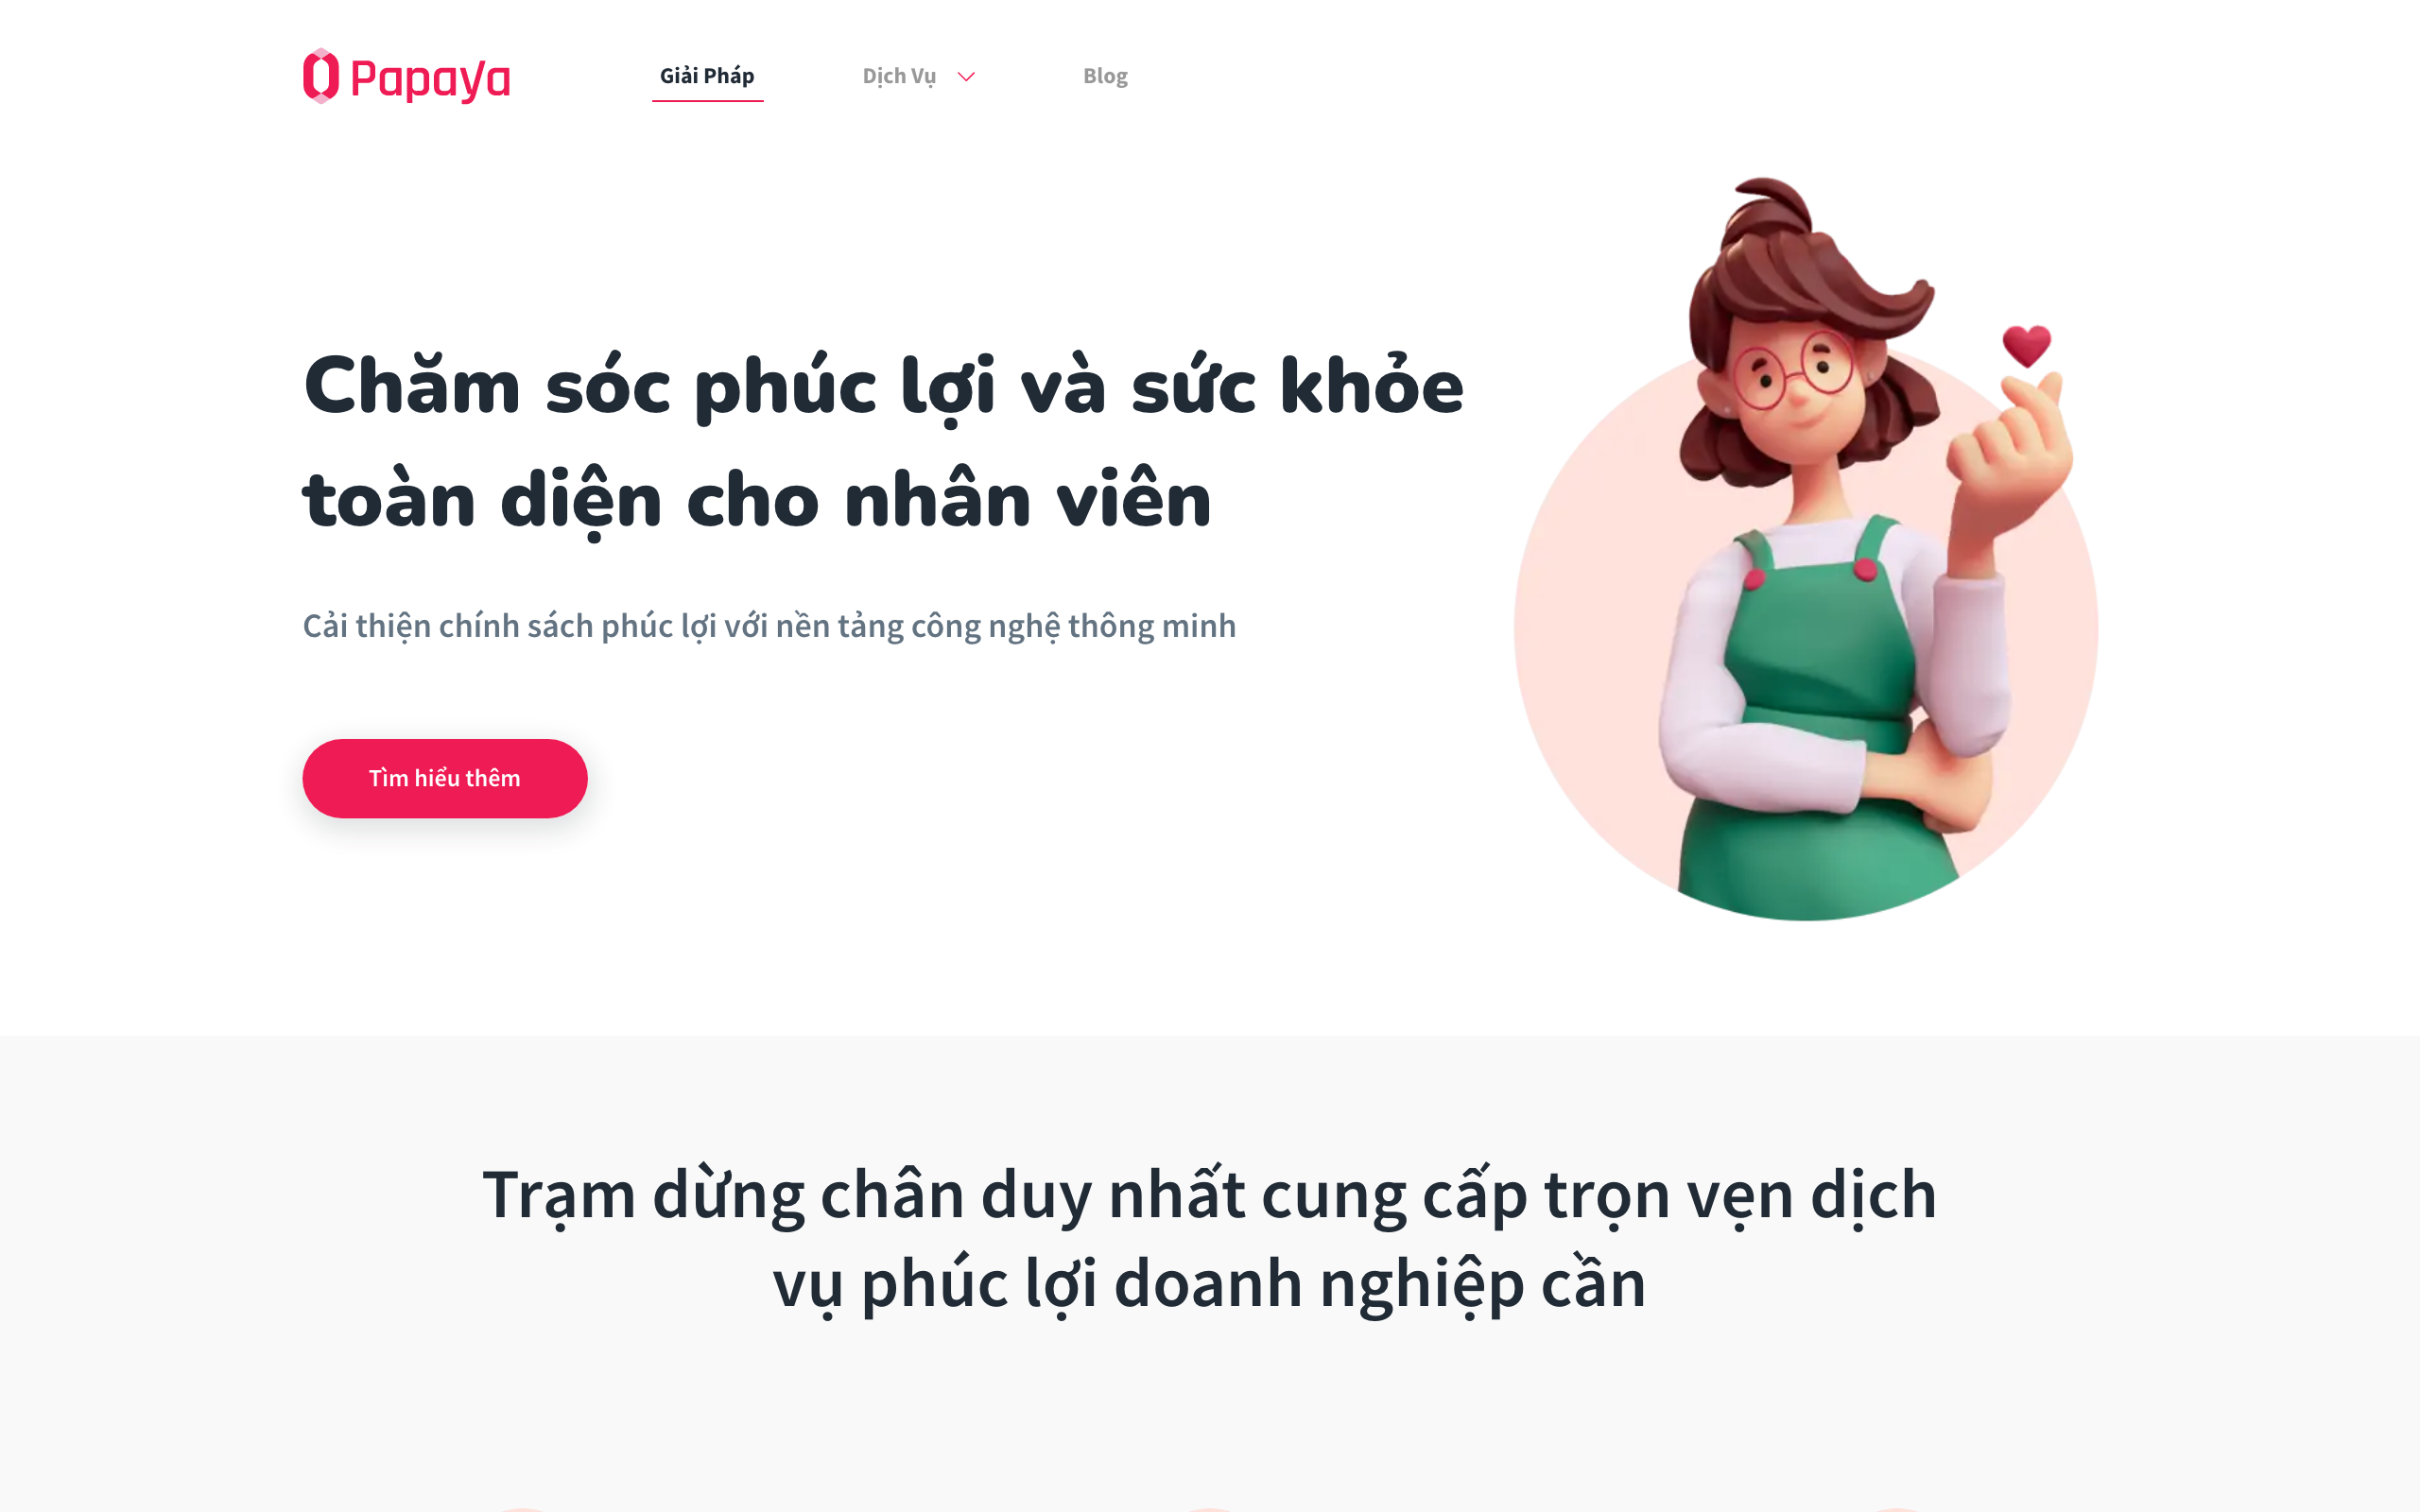 Papaya
Giải Pháp
Dịch Vụ
Blog
Chăm sóc phúc lợi và sức khỏe
toàn diện cho nhân viên
Cải thiện chính sách phúc lợi với nền tảng công nghệ thông minh
Tìm hiểu thêm
Trạm dừng chân duy nhất cung cấp trọn vẹn dịch
vụ phúc lợi doanh nghiệp cần